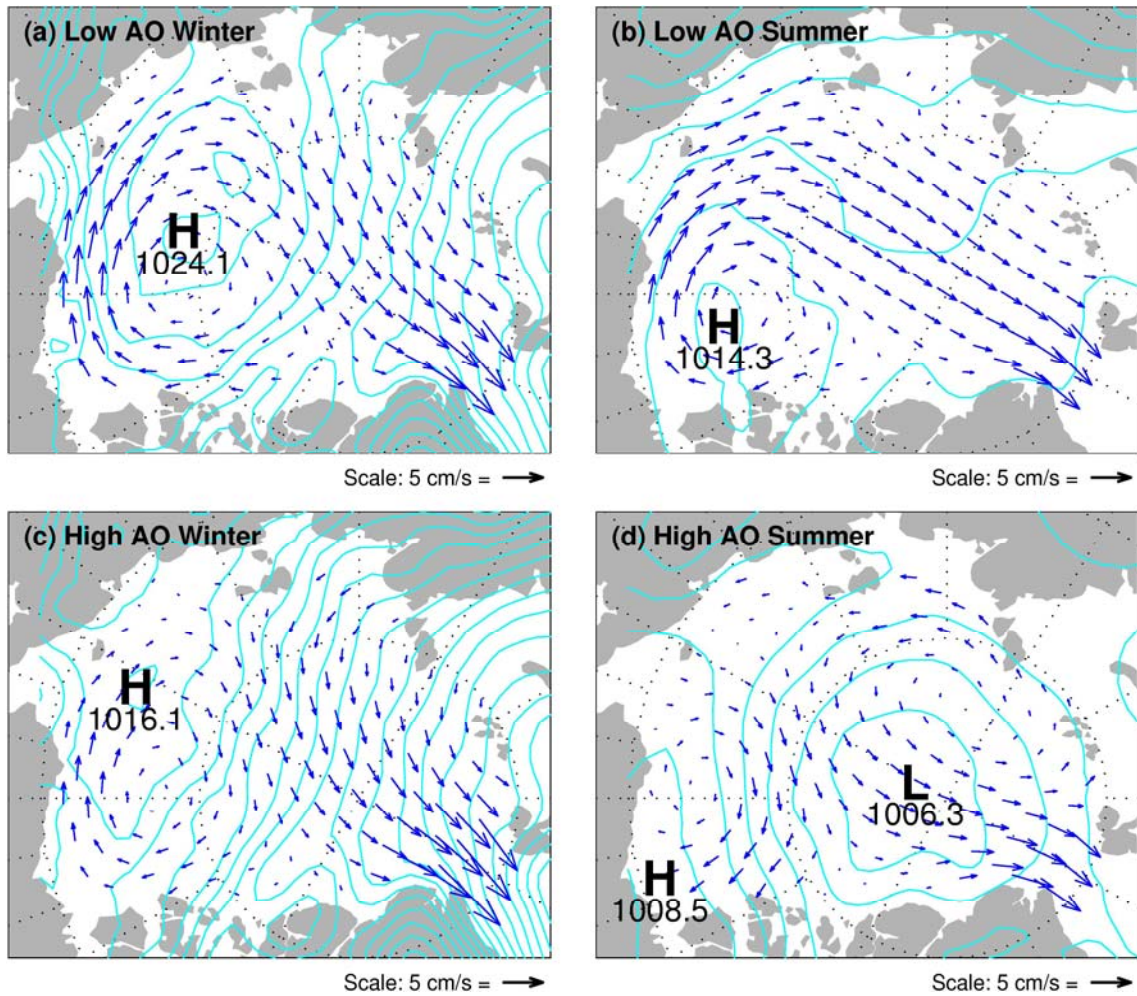 (a) Low AO Winter
H
1024.1
Scale: 5 cm/s =
(b) Low AO Summer
H
1014.3
Scale: 5 cm/s =
(c) High AO Winter
H
1016.1
Scale: 5 cm/s =
(d) High AO Summer
L
1006.3
H
1008.5
Scale: 5 cm/s =